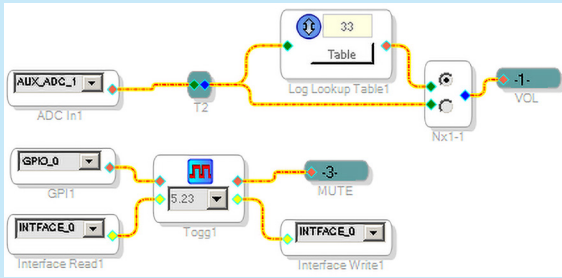 33
Table
Log Lookup Table1
AUX_ADC_1
ADC In1
T2
Nx1-1
-1-
VOL
GPIO_0
GPI1
5.23
Togg1
-3-
MUTE
INTFACE_0
Interface Read1
INTFACE_0
Interface Write1